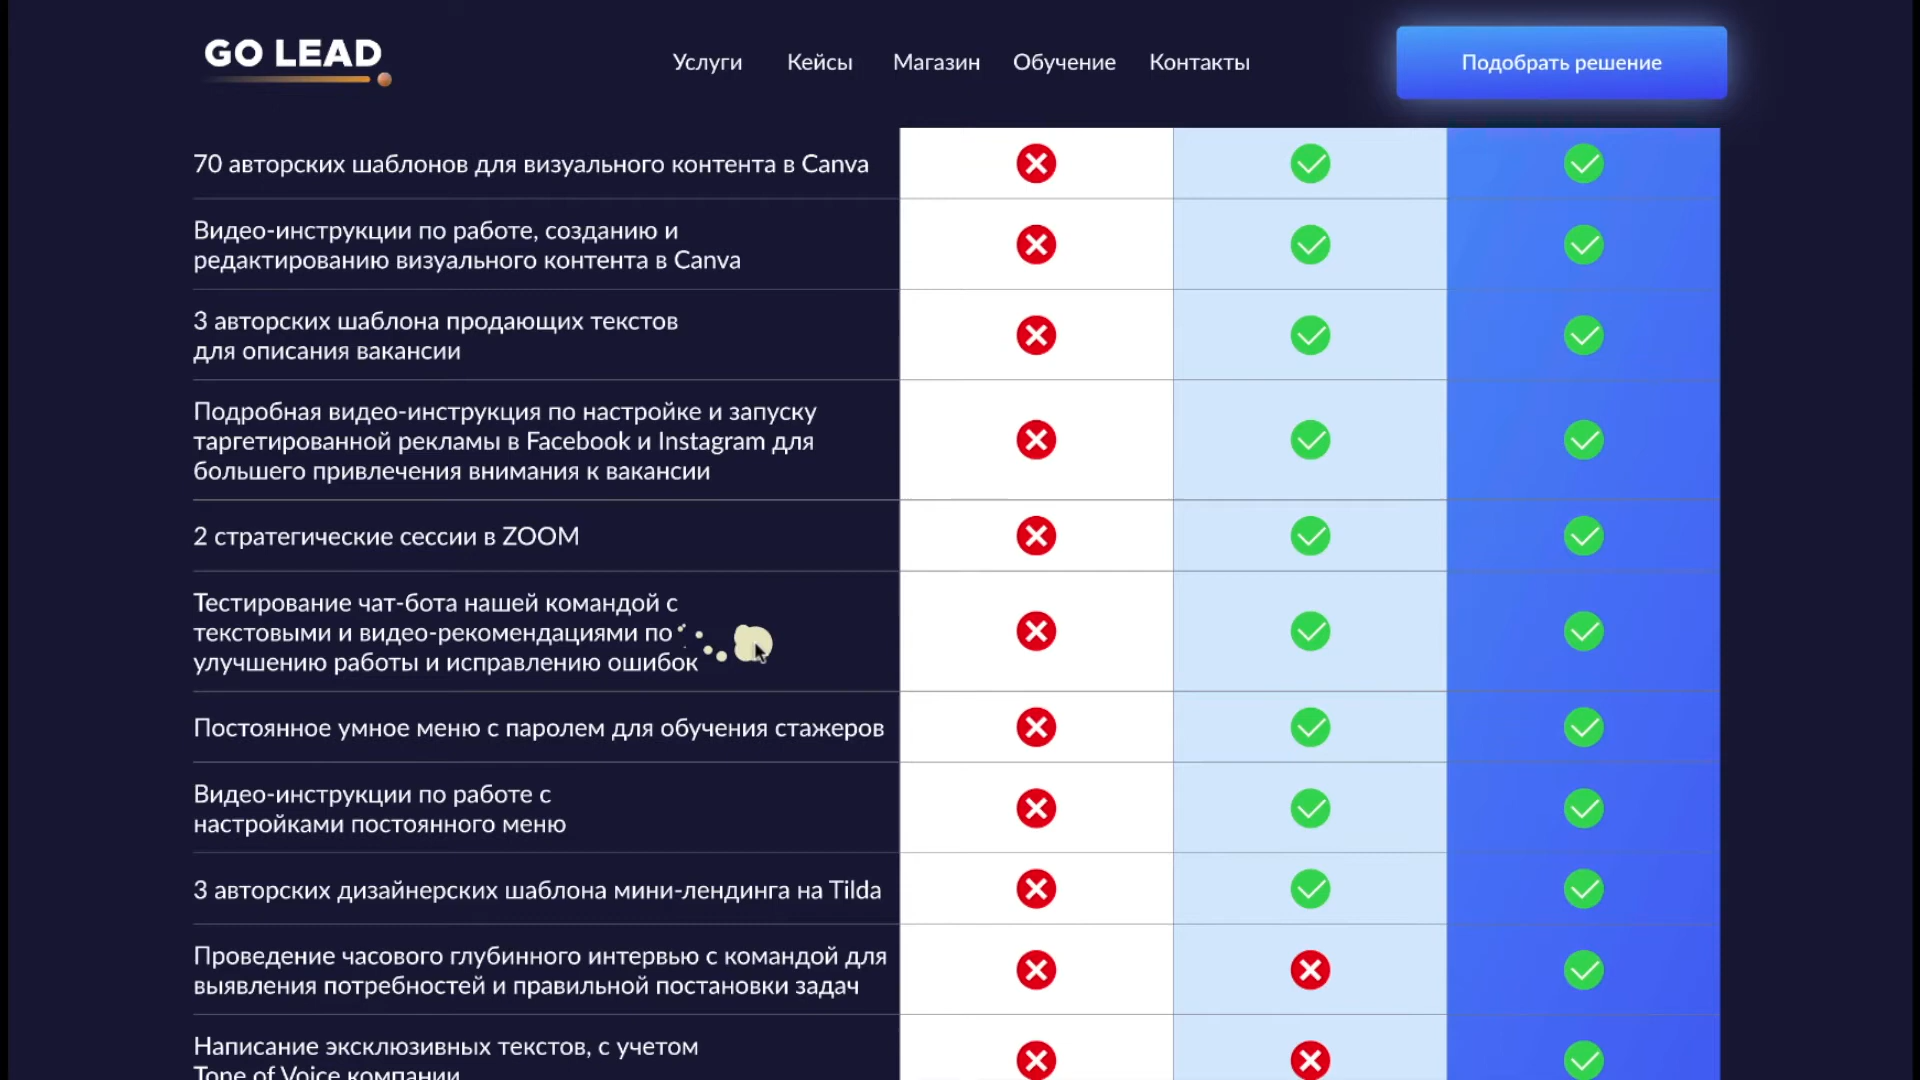 GO LEAD
Услуги
Кейсы
Магазин
Обучение
Контакты
Подобрать решение
70 авторских шаблонов для визуального контента в Canva
Видео-инструкции по работе, созданию и
редактированию визуального контента в Canva
3 авторских шаблона продающих текстов
для описания вакансии
Подробная видео-инструкция по настройке и запуску
таргетированной рекламы в Facebook и Instagram для
большего привлечения внимания к вакансии
2 стратегические сессии в ZOOM
Тестирование чат-бота нашей командой с
текстовыми и видео-рекомендациями по
улучшению работы и исправлению ошибок
Постоянное умное меню с паролем для обучения стажеров
Видео-инструкции по работе с
настройками постоянного меню
3 авторских дизайнерских шаблона мини-лендинга на Tilda
Проведение часового глубинного интервью с командой для
выявления потребностей и правильной постановки задач
Написание эксклюзивных текстов, с учетом
Tone of Voice компании